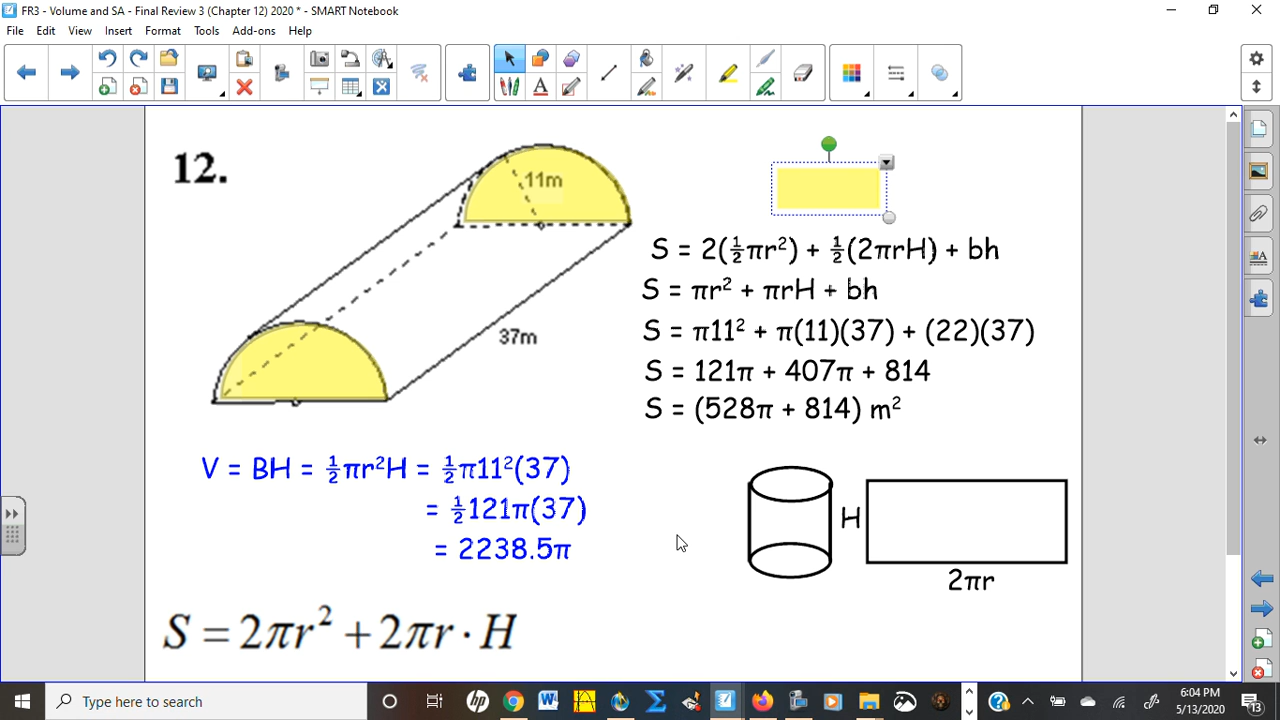 FR3 - Volume and SA - Final Review 3 (Chapter 12) 2020 * - SMART Notebook
File Edit View Insert Format Tools Add-ons Help
12.
11m
37m
S = 2(½πr²) + ½(2πrH) + bh
S = πr² + πrH + bh
S = π11² + π(11)(37) + (22)(37)
S = 121π + 407π + 814
S = (528π + 814) m²
V = BH = ½πr²H = ½π11²(37)
= ½121π(37)
= 2238.5π
H
2πr
S = 2πr² + 2πr · H
Type here to search
6:04 PM
5/13/2020
13